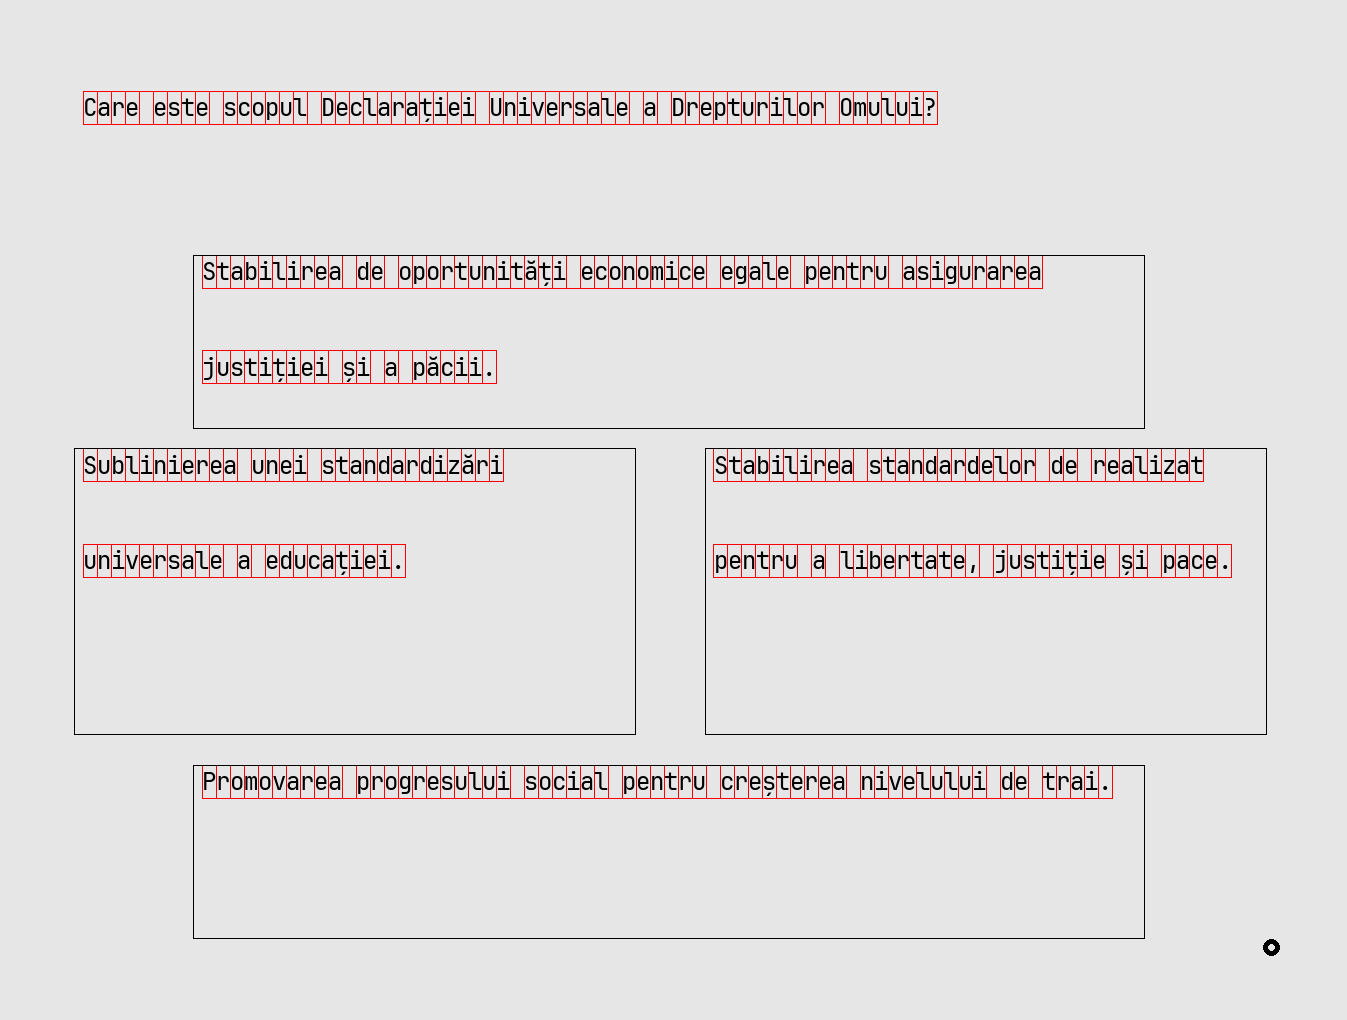 Care este scopul Declarației Universale a Drepturilor Omului?
Stabilirea de oportunități economice egale pentru asigurarea
justiției și a păcii.
Sublinierea unei standardizări
universale a educației.
Stabilirea standardelor de realizat
pentru a libertate, justiție și pace.
Promovarea progresului social pentru creșterea nivelului de trai.